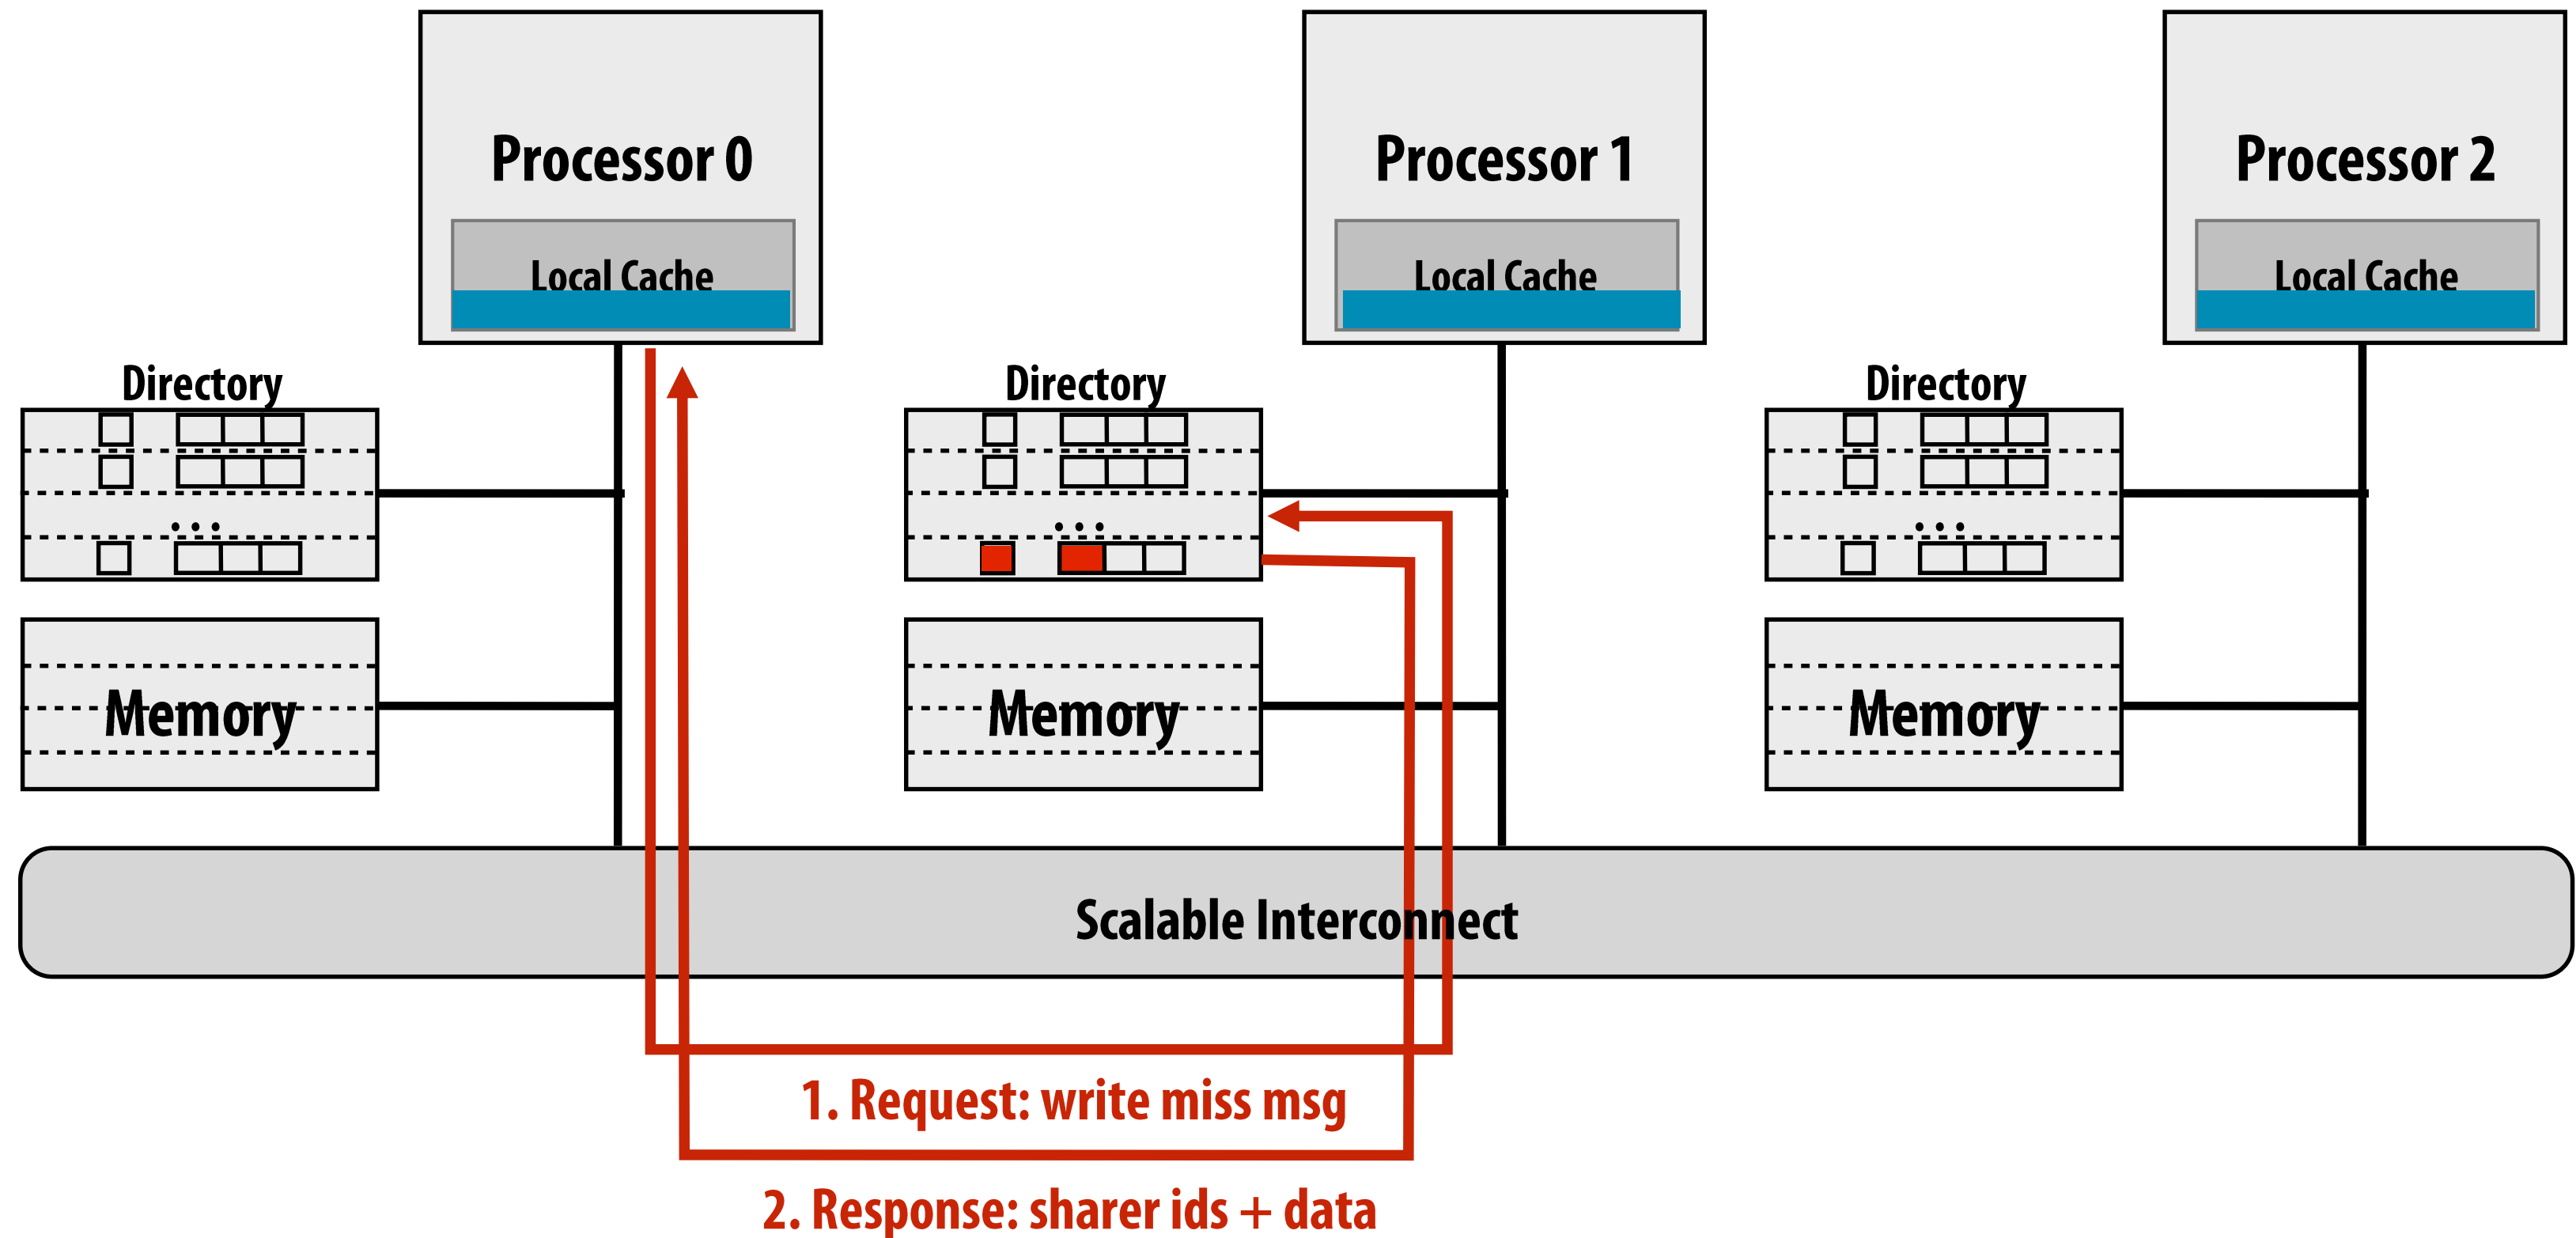 Processor 0
Processor 1
Processor 2
Local Cache
Local Cache
Local Cache
Directory
Directory
Directory
...
...
...
Memory
Memory
Memory
Scalable Interconnect
1. Request: write miss msg
2. Response: sharer ids + data